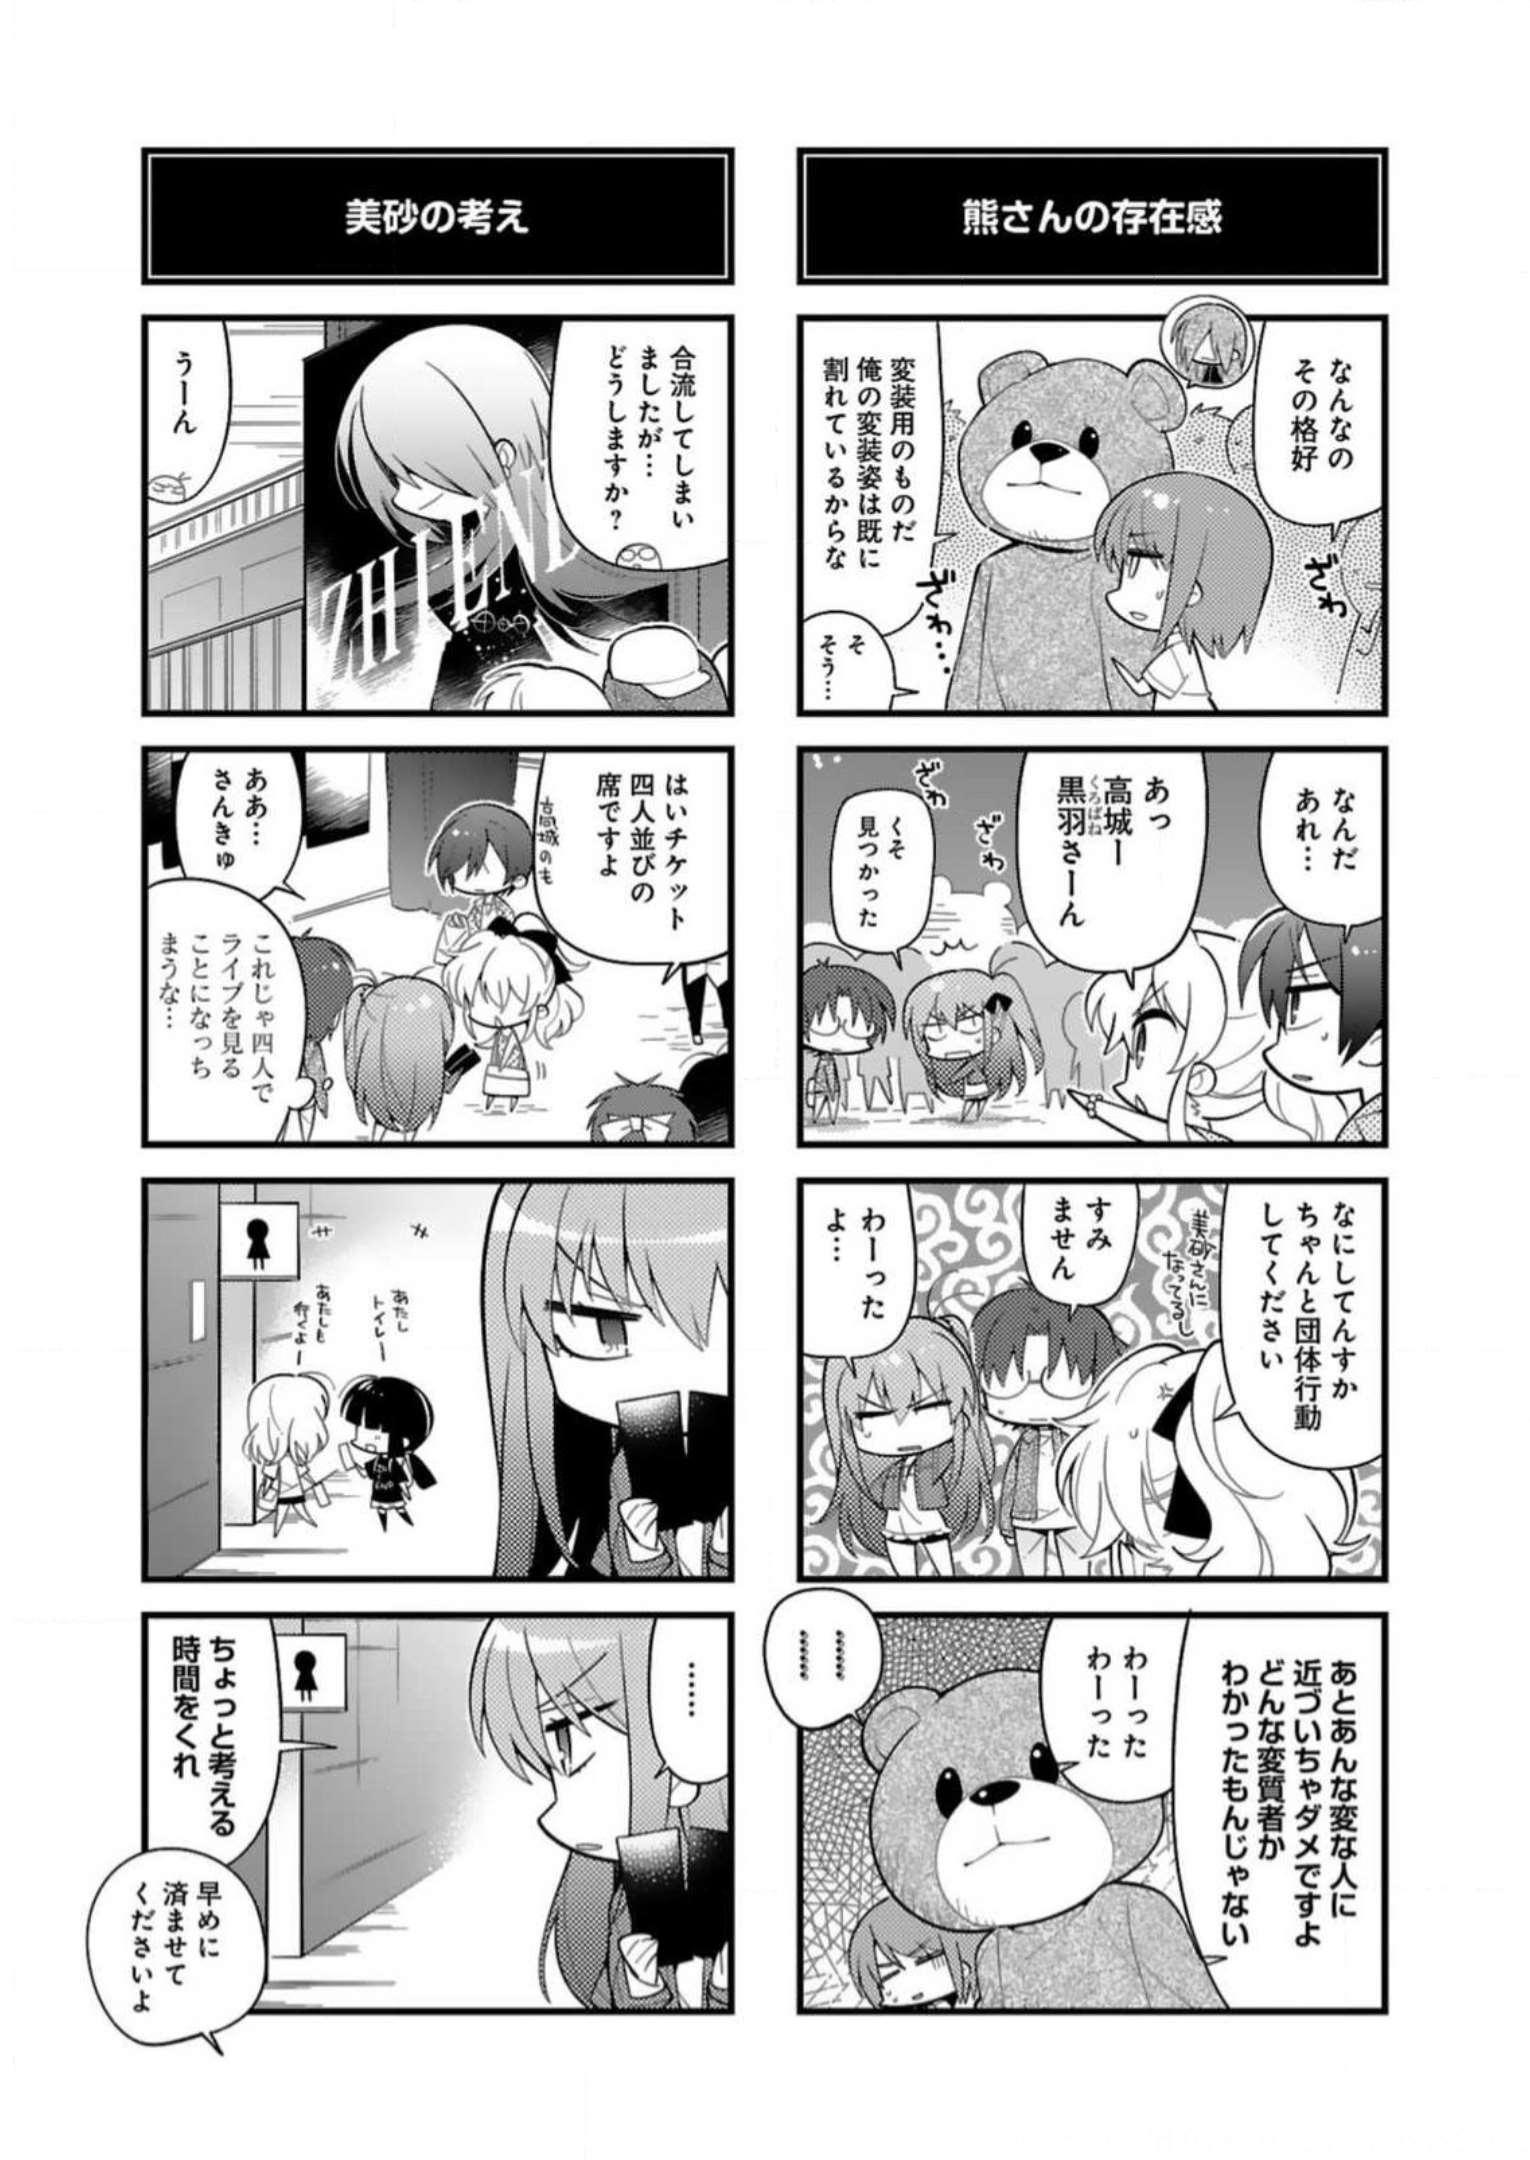 熊さんの存在感
なんなの
その格好
変装用のものだ
俺の変装姿は既に
割れているからな
そ
そう…
ざわ
ざわ…
なんだ
あれ…
あっ
高城ー
黒羽さーん
くろばね
ざわ
ざわ
くそ
見つかった
なにしてんすか
ちゃんと団体行動
してください
美砂さんに
なってるし
すみ
ません
わーった
よ…
あとあんな変な人に
近づいちゃダメですよ
どんな変質者か
わかったもんじゃない
わーった
わーった
………
………
美砂の考え
合流してしまい
ましたが…
どうしますか?
ZHIEND
うーん
はいチケット
四人並びの
席ですよ
高城のも
ああ…
さんきゅ
これじゃ四人で
ライブを見る
ことになっち
まうな…
あたし
トイレー
あたしも
行くよー
……
ちょっと考える
時間をくれ
早めに
済ませて
くださいよ